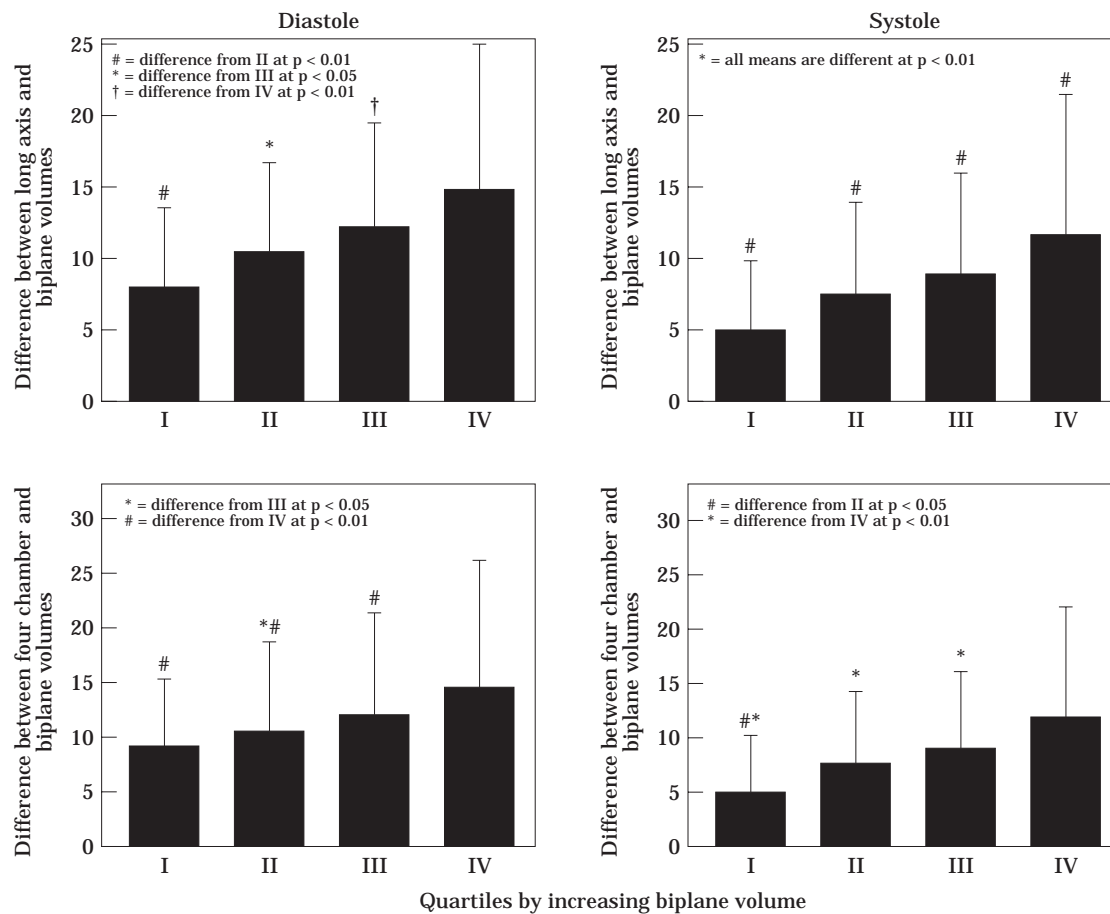 Diastole
# = difference from II at p < 0.01
* = difference from III at p < 0.05
† = difference from IV at p < 0.01
Difference between long axis and
biplane volumes
25
20
15
10
5
0
#
*
†
I II III IV
Systole
* = all means are different at p < 0.01
Difference between long axis and
biplane volumes
25
20
15
10
5
0
#
#
#
#
I II III IV
* = difference from III at p < 0.05
# = difference from IV at p < 0.01
Difference between four chamber and
biplane volumes
30
25
20
15
10
5
0
#
*#
#
I II III IV
# = difference from II at p < 0.05
* = difference from IV at p < 0.01
Difference between four chamber and
biplane volumes
30
25
20
15
10
5
0
#*
*
*
I II III IV
Quartiles by increasing biplane volume